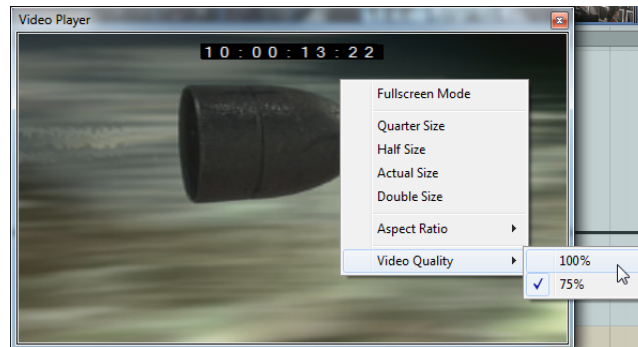 Video Player
10:00:13:22
Fullscreen Mode
Quarter Size
Half Size
Actual Size
Double Size
Aspect Ratio
Video Quality
100%
75%